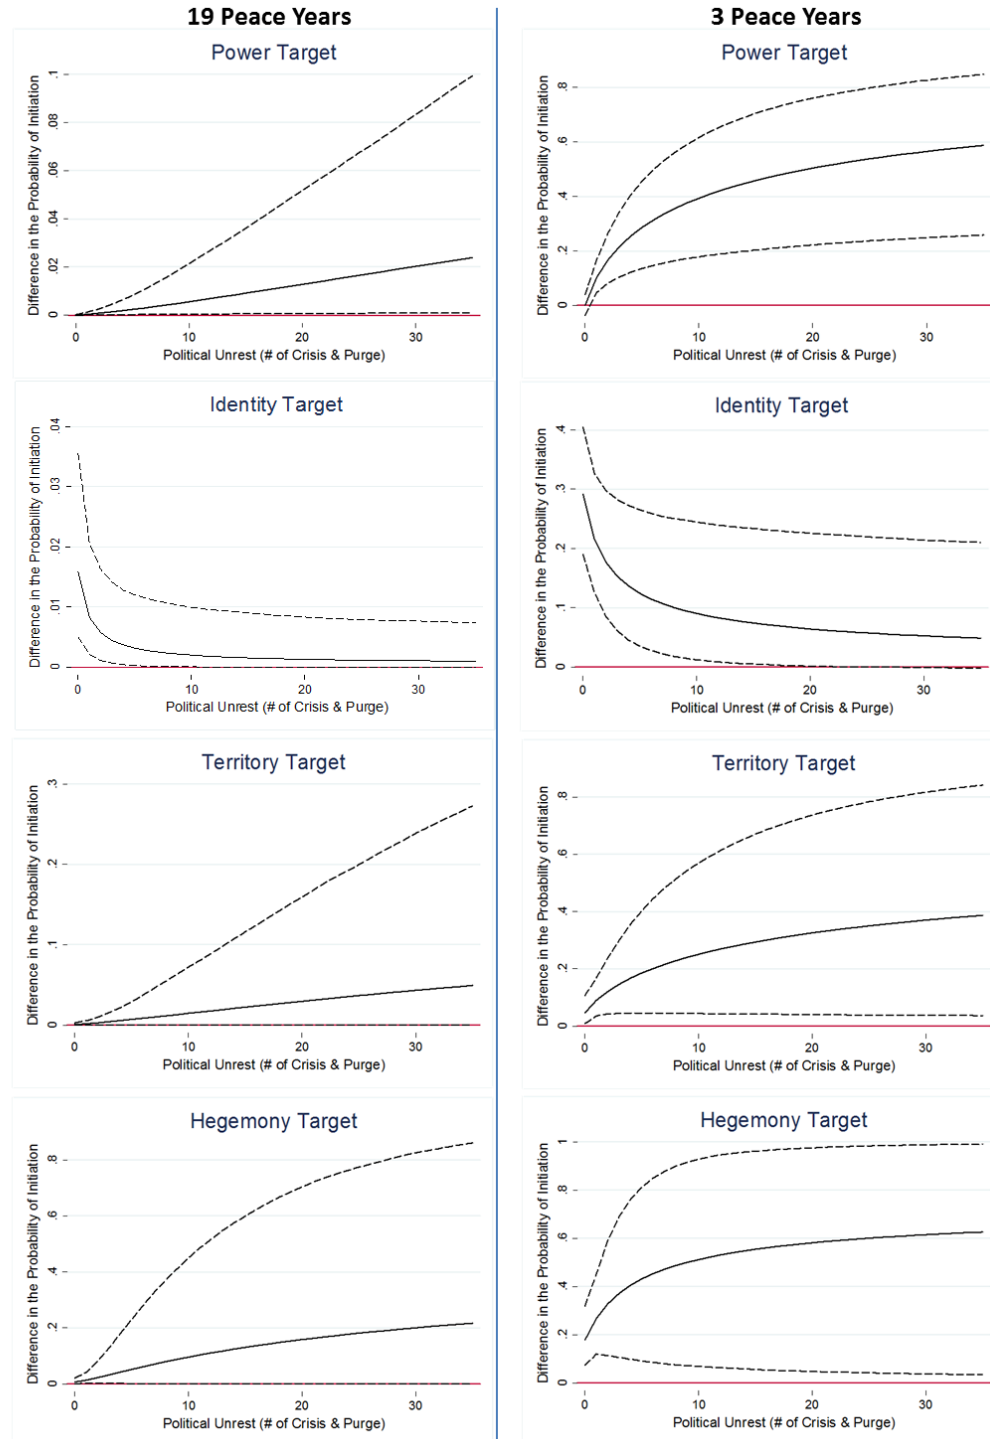 19 Peace Years
3 Peace Years
Power Target
Difference in the Probability of Initiation
.1
.08
.06
.04
.02
0
0 10 20 30
Political Unrest (# of Crisis & Purge)
Power Target
Difference in the Probability of Initiation
.8
.6
.4
.2
0
0 10 20 30
Political Unrest (# of Crisis & Purge)
Identity Target
Difference in the Probability of Initiation
.04
.03
.02
.01
0
0 10 20 30
Political Unrest (# of Crisis & Purge)
Identity Target
Difference in the Probability of Initiation
.4
.3
.2
.1
0
0 10 20 30
Political Unrest (# of Crisis & Purge)
Territory Target
Difference in the Probability of Initiation
.3
.2
.1
0
0 10 20 30
Political Unrest (# of Crisis & Purge)
Territory Target
Difference in the Probability of Initiation
.8
.6
.4
.2
0
0 10 20 30
Political Unrest (# of Crisis & Purge)
Hegemony Target
Difference in the Probability of Initiation
.8
.6
.4
.2
0
0 10 20 30
Political Unrest (# of Crisis & Purge)
Hegemony Target
Difference in the Probability of Initiation
1
.8
.6
.4
.2
0
0 10 20 30
Political Unrest (# of Crisis & Purge)